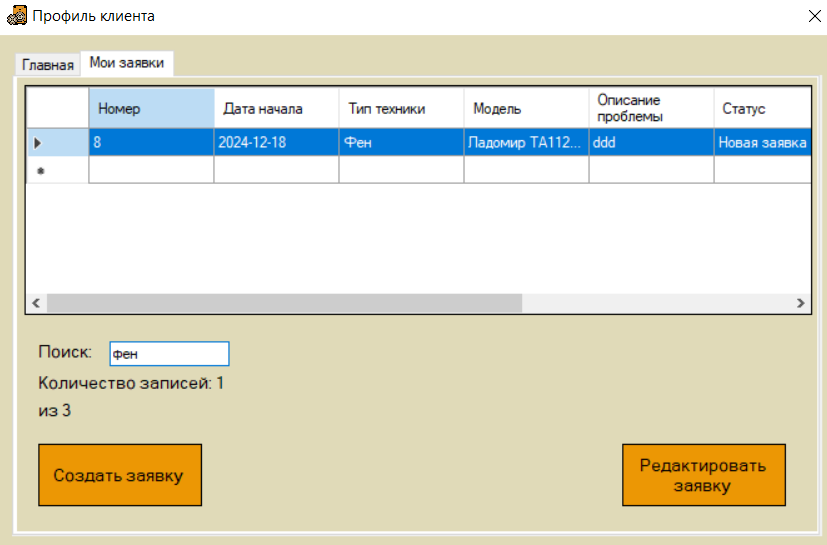 Профиль клиента
Главная Мои заявки
Номер Дата начала Тип техники Модель Описание проблемы Статус
8 2024-12-18 Фен Ладомир ТА112... ddd Новая заявка
Поиск: фен
Количество записей: 1
из 3
Создать заявку
Редактировать
заявку